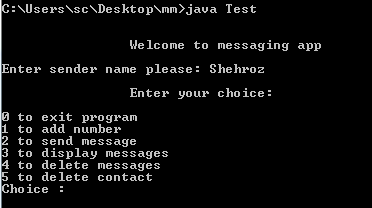 C:\Users\sc\Desktop\mm>java Test
Welcome to messaging app
Enter sender name please: Shehroz
Enter your choice:
0 to exit program
1 to add number
2 to send message
3 to display messages
4 to delete messages
5 to delete contact
Choice :